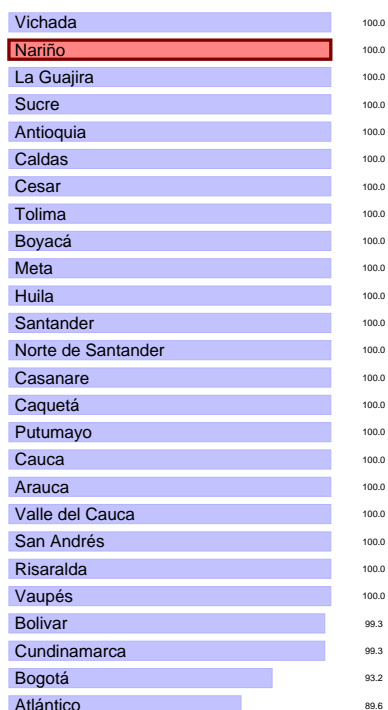 Vichada 100.0
Nariño 100.0
La Guajira 100.0
Sucre 100.0
Antioquia 100.0
Caldas 100.0
Cesar 100.0
Tolima 100.0
Boyacá 100.0
Meta 100.0
Huila 100.0
Santander 100.0
Norte de Santander 100.0
Casanare 100.0
Caquetá 100.0
Putumayo 100.0
Cauca 100.0
Arauca 100.0
Valle del Cauca 100.0
San Andrés 100.0
Risaralda 100.0
Vaupés 100.0
Bolivar 99.3
Cundinamarca 99.3
Bogotá 93.2
Atlántico 89.6